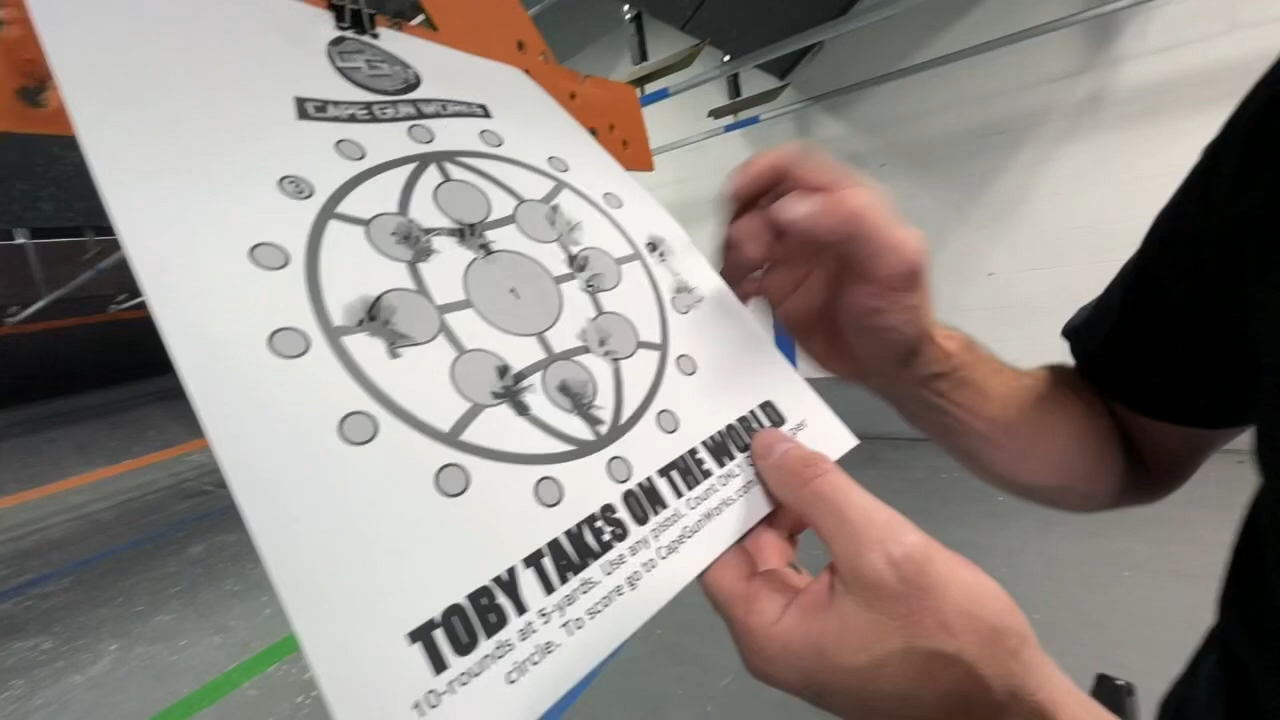 CAPE GUN WORKS
TOBY TAKES ON THE WORLD
10-rounds at 5-yards. Use any pistol. Count ONLY per
circle. To score go to CapeGunWorks.com